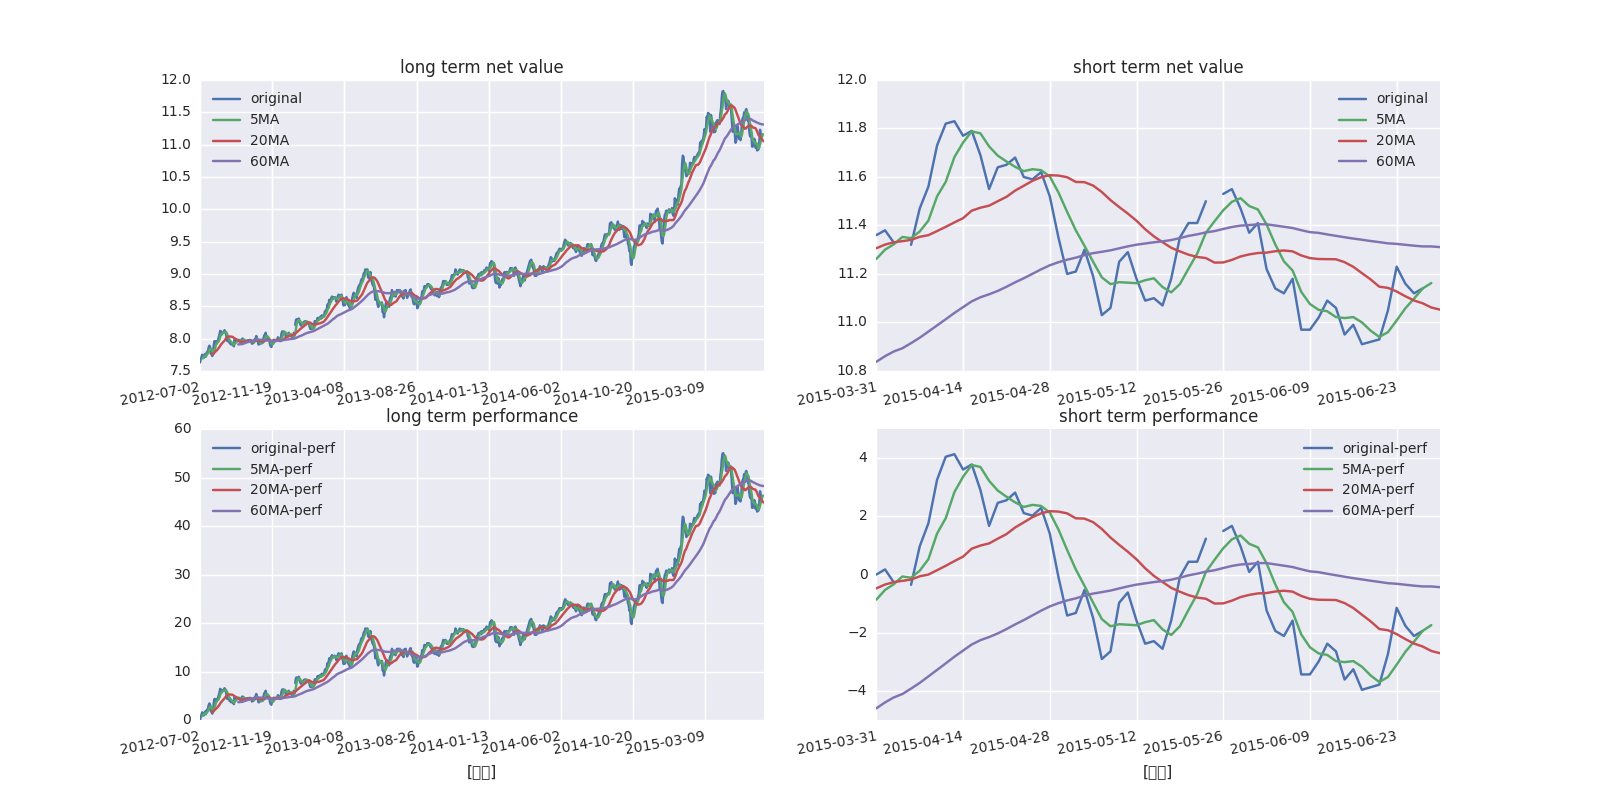 long term net value
12.0
11.5
11.0
10.5
10.0
9.5
9.0
8.5
8.0
7.5
original
5MA
20MA
60MA
2012-07-02
2012-11-19
2013-04-08
2013-08-26
2014-01-13
2014-06-02
2014-10-20
2015-03-09
short term net value
12.0
11.8
11.6
11.4
11.2
11.0
10.8
original
5MA
20MA
60MA
2015-03-31
2015-04-14
2015-04-28
2015-05-12
2015-05-26
2015-06-09
2015-06-23
long term performance
60
50
40
30
20
10
0
original-perf
5MA-perf
20MA-perf
60MA-perf
2012-07-02
2012-11-19
2013-04-08
2013-08-26
2014-01-13
2014-06-02
2014-10-20
2015-03-09
short term performance
4
2
0
−2
−4
original-perf
5MA-perf
20MA-perf
60MA-perf
2015-03-31
2015-04-14
2015-04-28
2015-05-12
2015-05-26
2015-06-09
2015-06-23